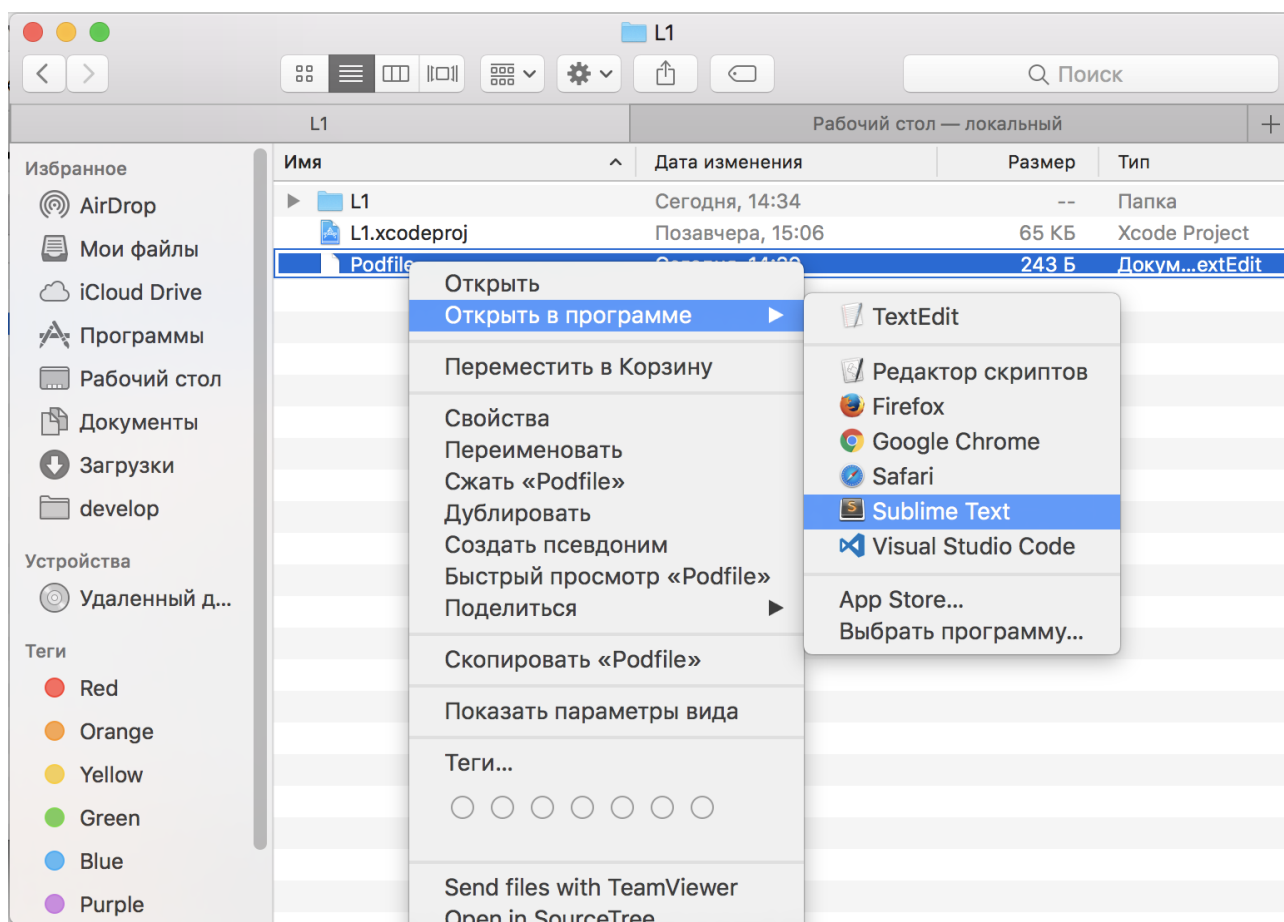 L1
Поиск
L1
Рабочий стол — локальный
Имя
Дата изменения
Размер
Тип
Избранное
AirDrop
Мои файлы
iCloud Drive
Программы
Рабочий стол
Документы
Загрузки
develop
Устройства
Удаленный д...
Теги
Red
Orange
Yellow
Green
Blue
Purple
L1
Сегодня, 14:34
--
Папка
L1.xcodeproj
Позавчера, 15:06
65 КБ
Xcode Project
Podfile
243 Б
Докум...extEdit
Открыть
Открыть в программе
Переместить в Корзину
Свойства
Переименовать
Сжать «Podfile»
Дублировать
Создать псевдоним
Быстрый просмотр «Podfile»
Поделиться
Скопировать «Podfile»
Показать параметры вида
Теги...
Send files with TeamViewer
Open in SourceTree
TextEdit
Редактор скриптов
Firefox
Google Chrome
Safari
Sublime Text
Visual Studio Code
App Store...
Выбрать программу...